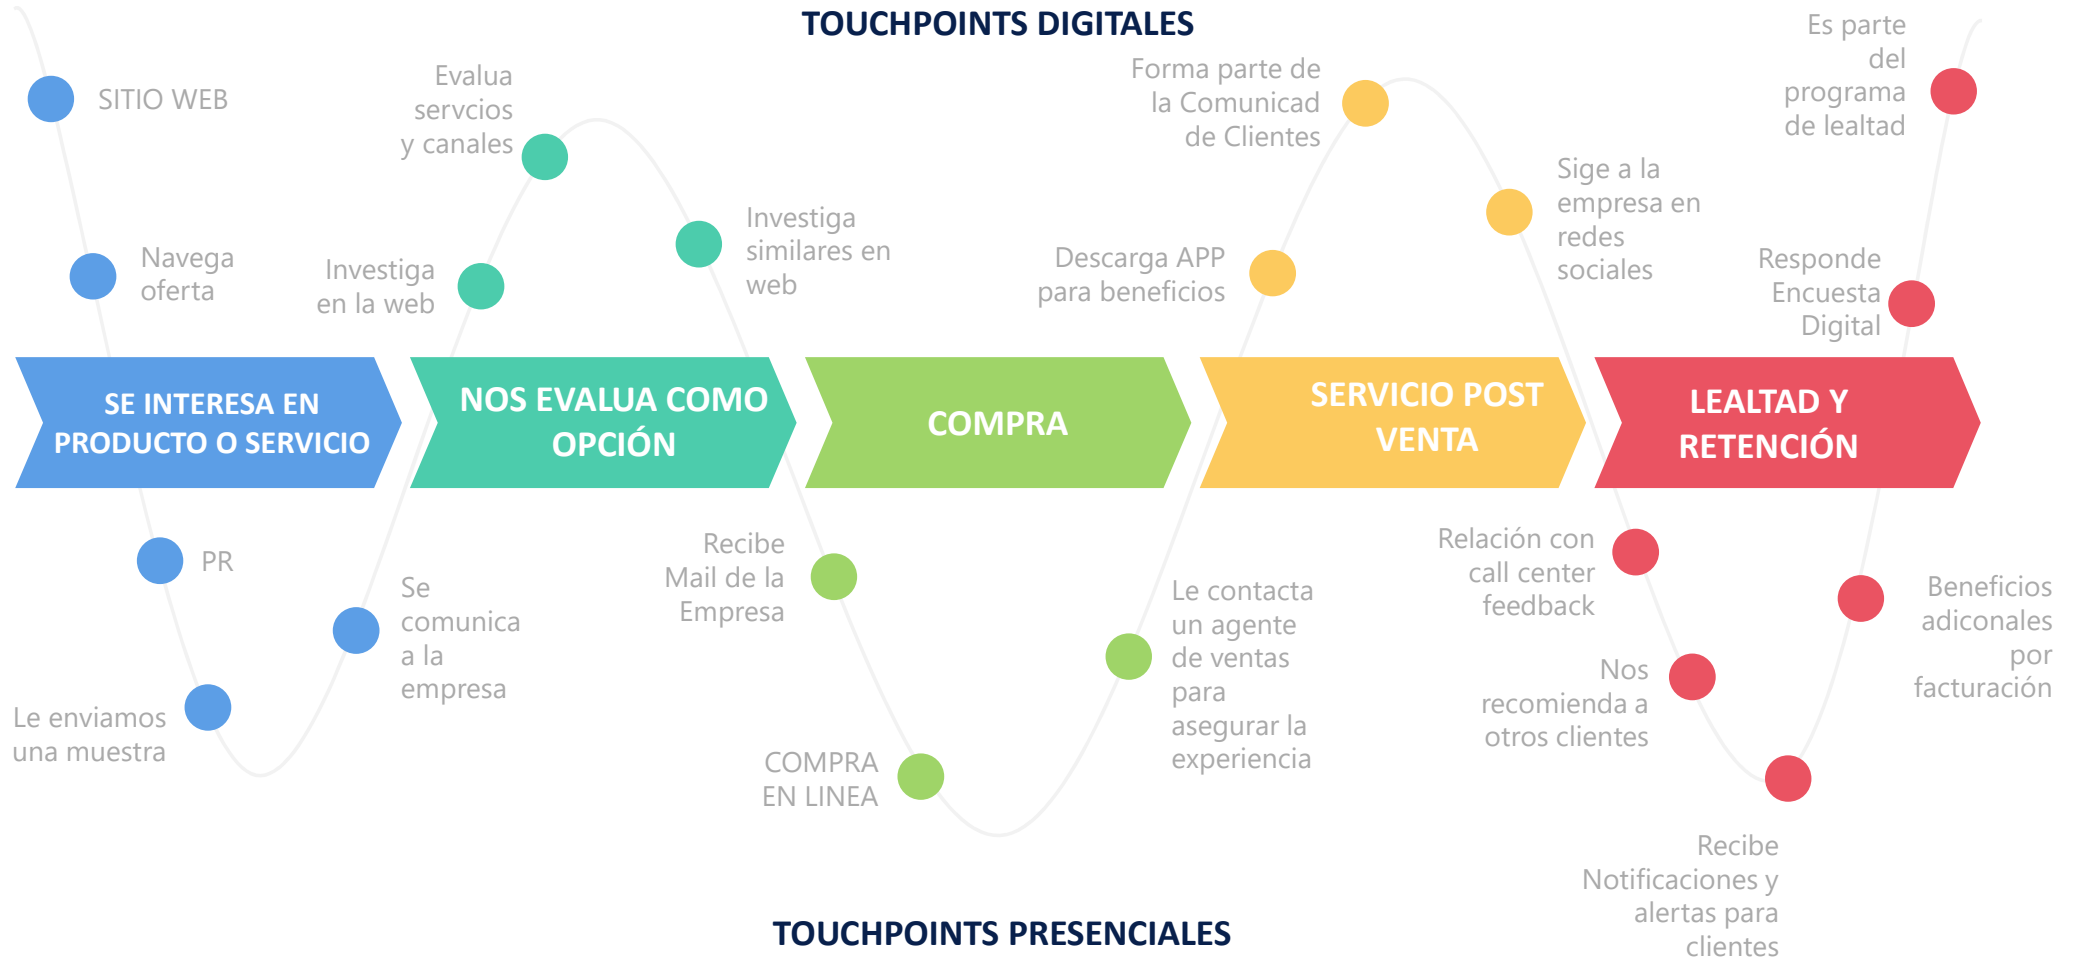 TOUCHPOINTS DIGITALES
SITIO WEB
Navega
oferta
Evalua
servcios
y canales
Investiga
en la web
Investiga
similares en
web
Forma parte de
la Comunicad
de Clientes
Descarga APP
para beneficios
Sige a la
empresa en
redes
sociales
Es parte
del
programa
de lealtad
Responde
Encuesta
Digital
SE INTERESA EN
PRODUCTO O SERVICIO
NOS EVALUA COMO
OPCIÓN
COMPRA
SERVICIO POST
VENTA
LEALTAD Y
RETENCIÓN
PR
Le enviamos
una muestra
Se
comunica
a la
empresa
Recibe
Mail de la
Empresa
COMPRA
EN LINEA
Le contacta
un agente
de ventas
para
asegurar la
experiencia
Relación con
call center
feedback
Nos
recomienda a
otros clientes
Recibe
Notificaciones y
alertas para
clientes
Beneficios
adiconales
por
facturación
TOUCHPOINTS PRESENCIALES